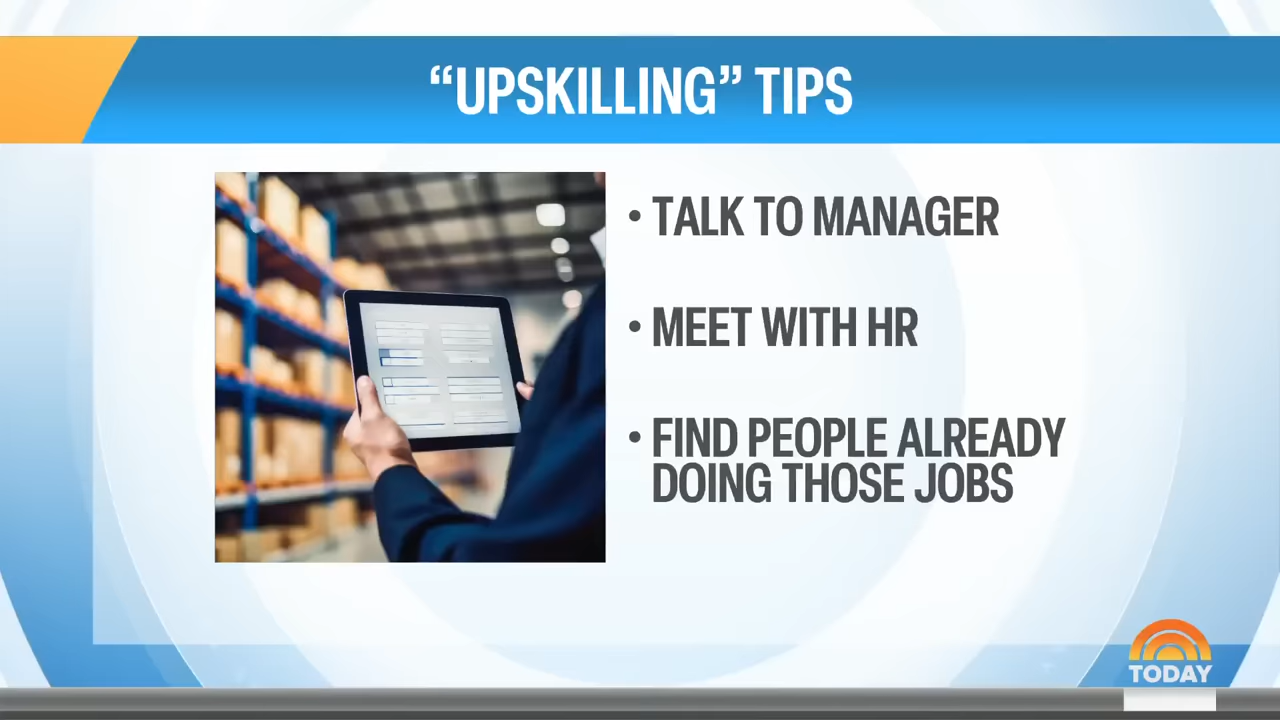 “UPSKILLING” TIPS
• TALK TO MANAGER
• MEET WITH HR
• FIND PEOPLE ALREADY
DOING THOSE JOBS
TODAY